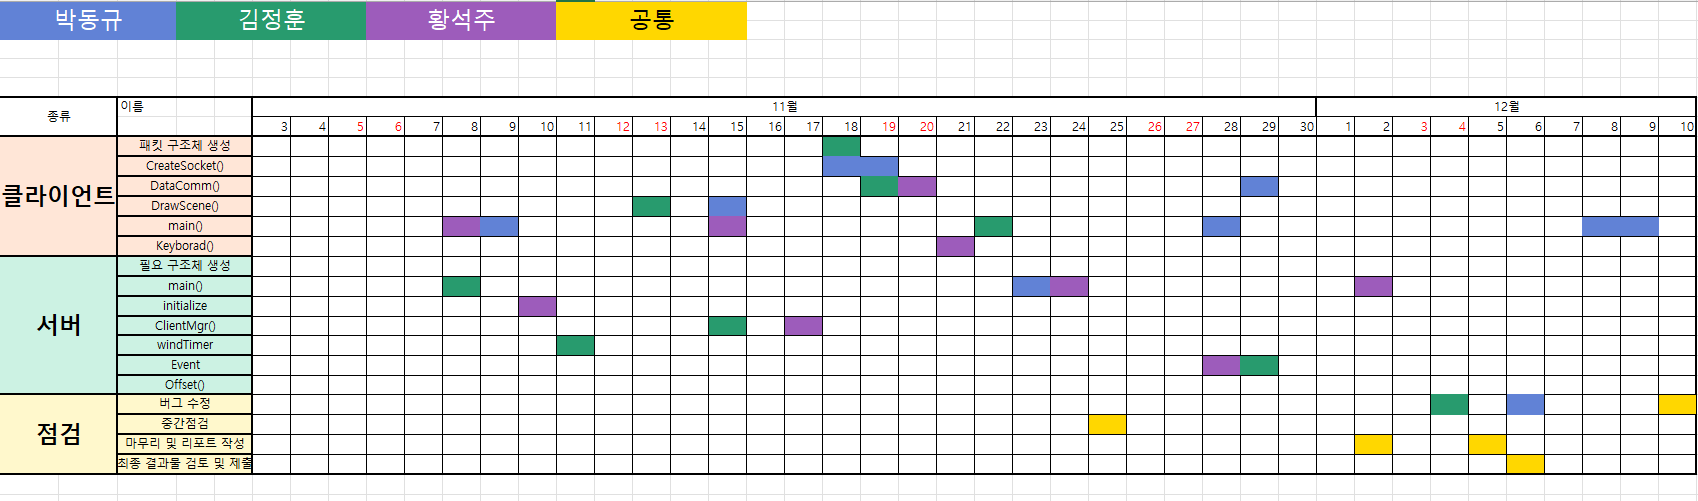 박동규 김정훈 황석주 공통
종류 이름 11월 12월
3 4 5 6 7 8 9 10 11 12 13 14 15 16 17 18 19 20 21 22 23 24 25 26 27 28 29 30 1 2 3 4 5 6 7 8 9 10
클라이언트
패킷 구조체 생성
CreateSocket()
DataComm()
DrawScene()
main()
Keyborad()
서버
필요 구조체 생성
main()
initialize
ClientMgr()
windTimer
Event
Offset()
점검
버그 수정
중간점검
마무리 및 리포트 작성
최종 결과물 검토 및 제출